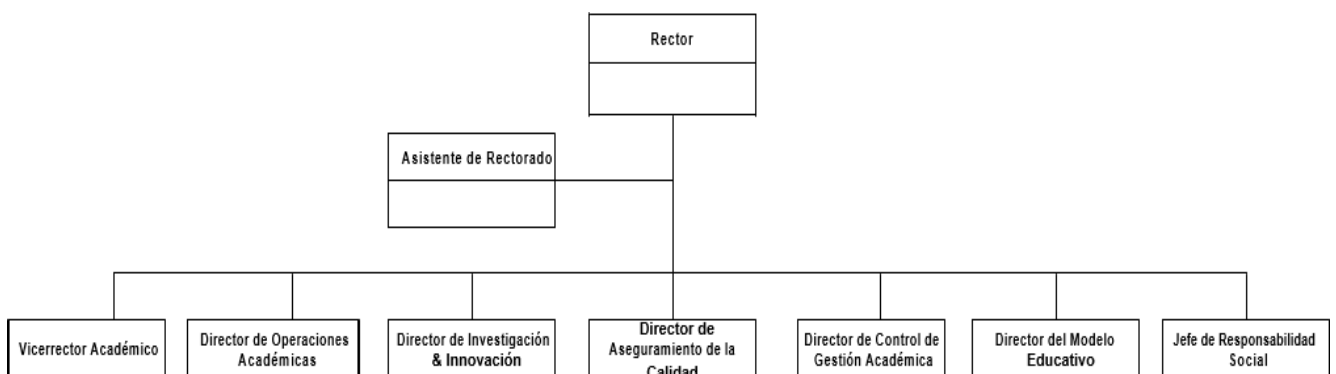 Rector
Asistente de Rectorado
Vicerrector Académico
Director de Operaciones
Académicas
Director de Investigación
& Innovación
Director de
Aseguramiento de la
Calidad
Director de Control de
Gestión Académica
Director del Modelo
Educativo
Jefe de Responsabilidad
Social